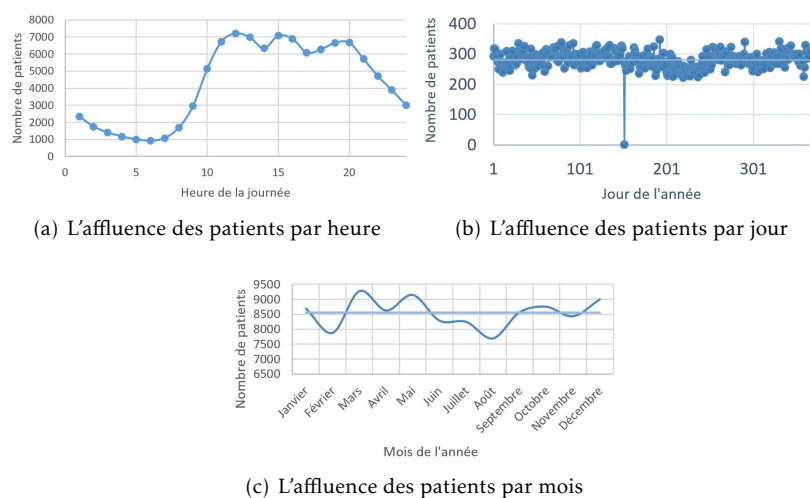 8000
7000
6000
5000
4000
3000
2000
1000
0
Nombre de patients
0 5 10 15 20
Heure de la journée
(a) L'affluence des patients par heure
400
300
200
100
0
Nombre de patients
1 101 201 301
Jour de l'année
(b) L'affluence des patients par jour
9500
9000
8500
8000
7500
7000
6500
Nombre de patients
Janvier Février Mars Avril Mai Juin Juillet Août Septembre Octobre Novembre Décembre
Mois de l'année
(c) L'affluence des patients par mois